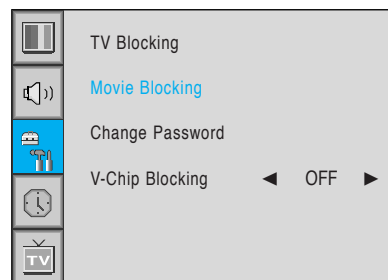 TV Blocking
Movie Blocking
Change Password
V-Chip Blocking ◀ OFF ▶
TV